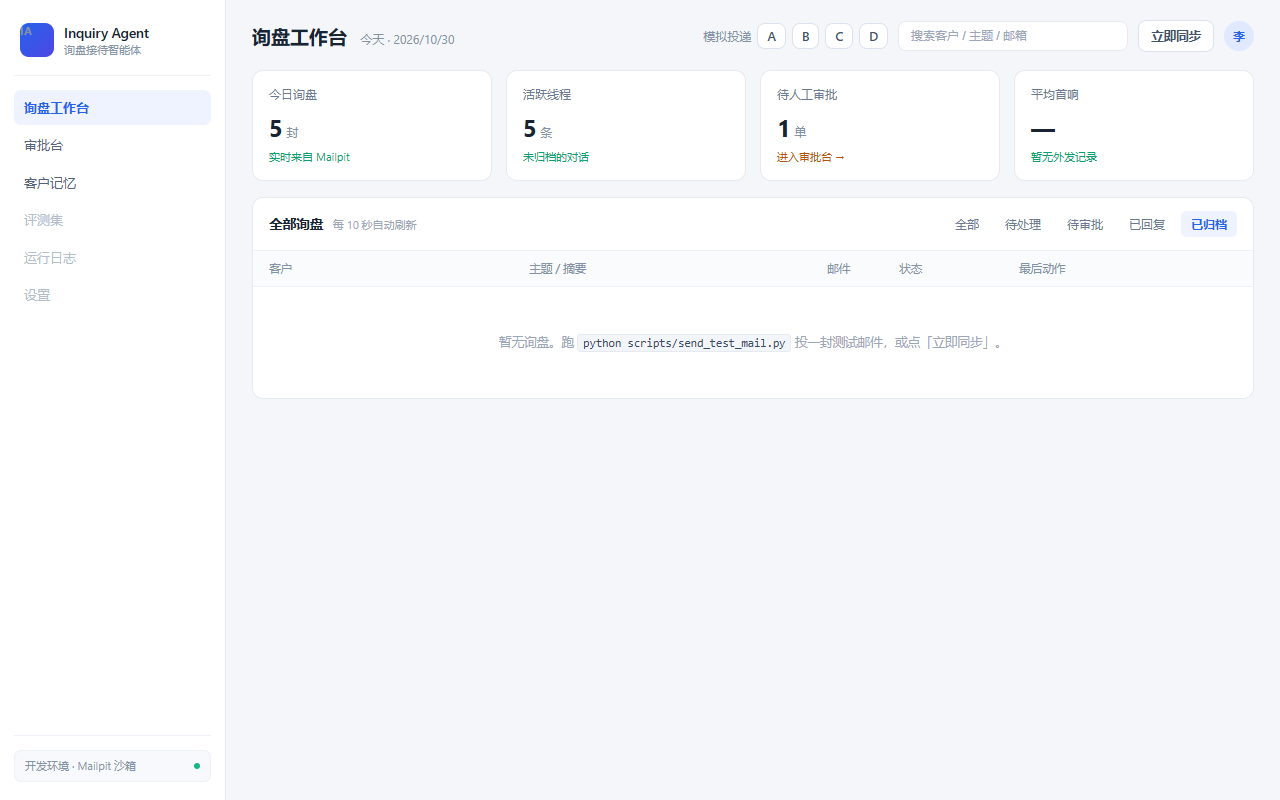 IA
Inquiry Agent
询盘接待智能体
询盘工作台
审批台
客户记忆
评测集
运行日志
设置
开发环境 · Mailpit 沙箱
询盘工作台 今天 · 2026/10/30
模拟投递 A B C D 搜索客户 / 主题 / 邮箱 立即同步 李
今日询盘
5 封
实时来自 Mailpit
活跃线程
5 条
未归档的对话
待人工审批
1 单
进入审批台 →
平均首响
—
暂无外发记录
全部询盘 每 10 秒自动刷新 全部 待处理 待审批 已回复 已归档
客户 主题 / 摘要 邮件 状态 最后动作
暂无询盘。跑 python scripts/send_test_mail.py 投一封测试邮件，或点「立即同步」。